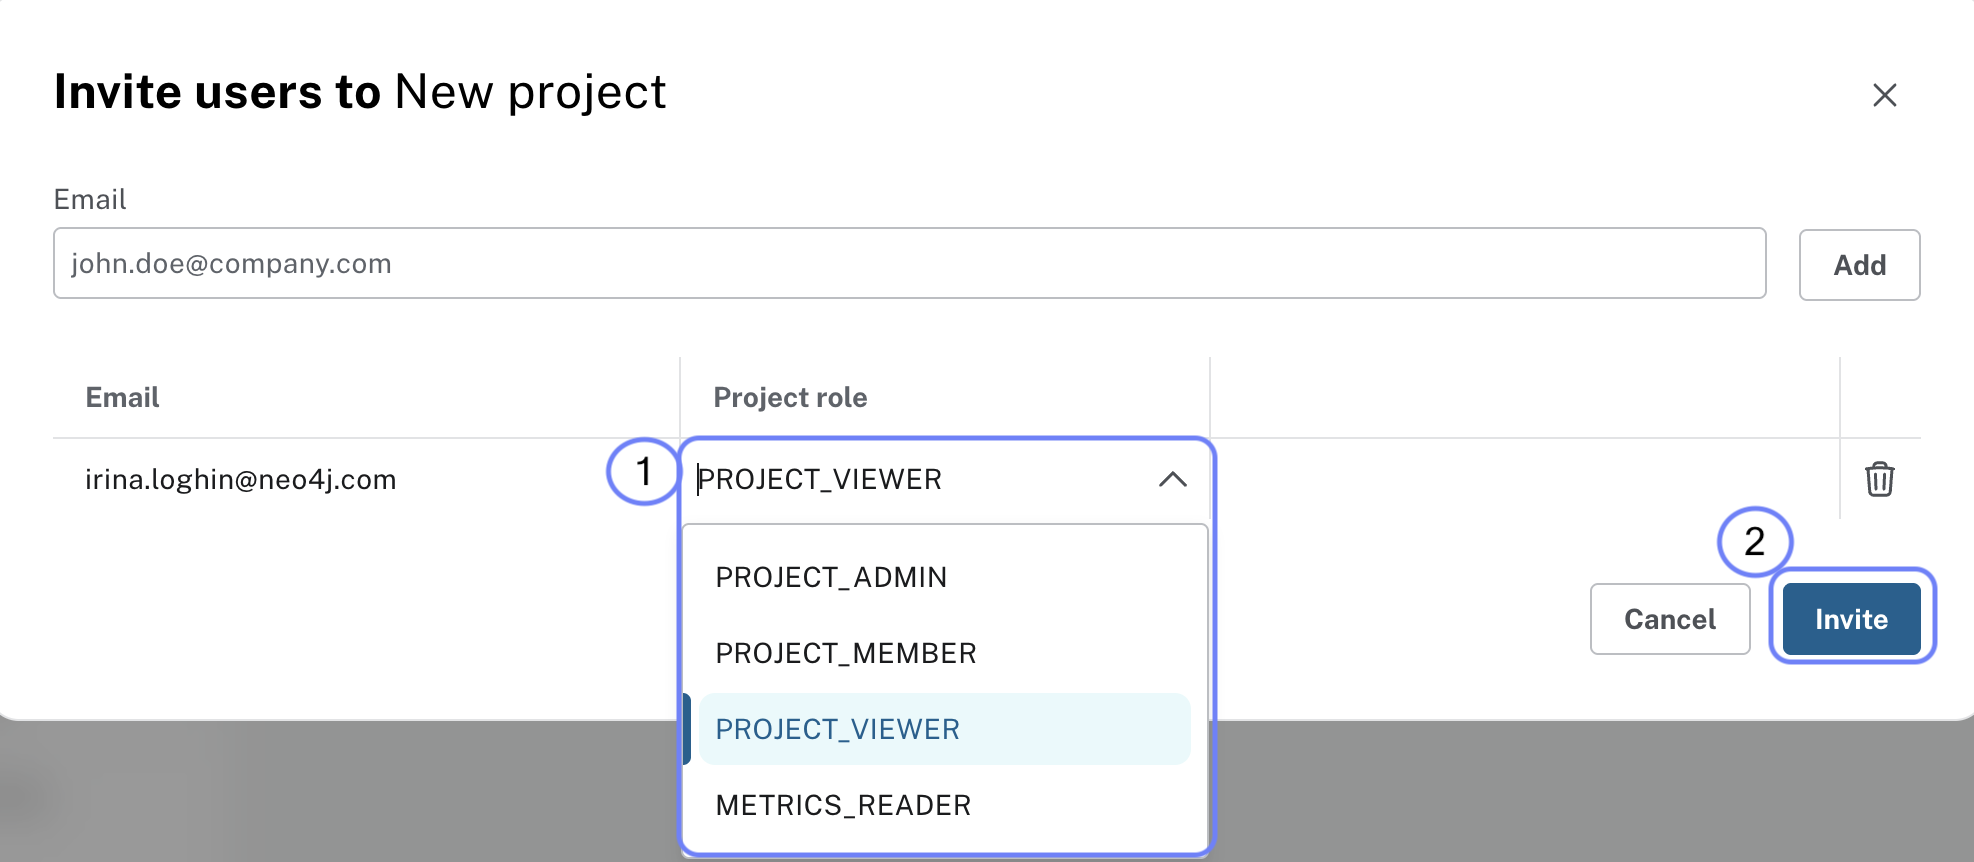 Invite users to New project
Email
john.doe@company.com
Add
Email Project role
irina.loghin@neo4j.com 1 PROJECT_VIEWER
PROJECT_ADMIN
PROJECT_MEMBER
PROJECT_VIEWER
METRICS_READER
2
Cancel Invite